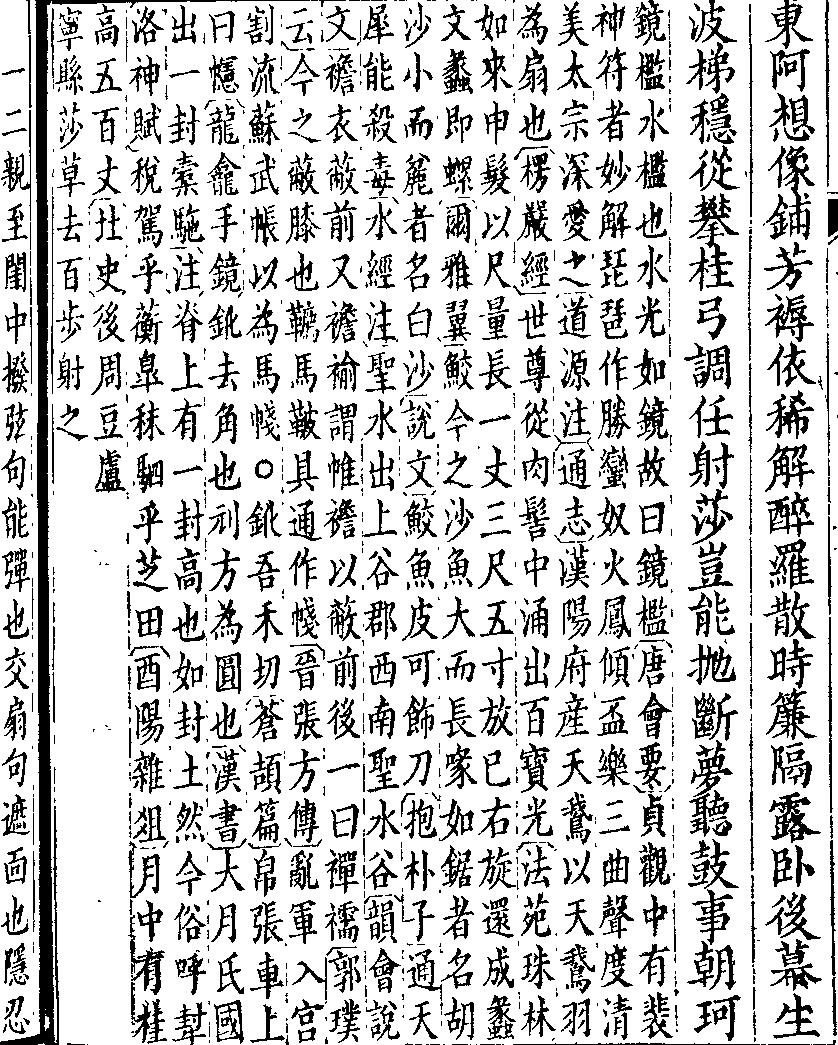 東阿想像鋪芳褥依稀解醉羅散時簾隔露卧後幕生
波梯穩從攀桂弓調任射莎豈能抛斷夢聽鼓事朝珂
鏡檻水檻也水光如鏡故曰鏡檻唐會要貞觀中有裴
神符者妙解琵琶作勝蠻奴火鳳傾盃樂三曲聲度清
美太宗深愛之道源注通志漢陽府產天鵞以天鵞羽
為扇也楞嚴經世尊從肉髻中涌出百寶光法苑珠林
如來申髮以尺量長一丈三尺五寸放已右旋還成蠡
文蠡即螺爾雅翼鮫今之沙魚大而長喙如鋸者名胡
沙小而麄者名白沙説文鮫魚皮可飾刀抱朴子通天
犀能殺毒水經注聖水出上谷郡西南聖水谷韻會説
文襜衣蔽前又襜褕謂帷襜以蔽前後一曰襌襦郭璞
云今之蔽膝也韉馬鞁具通作韉晉張方傳亂軍入宫
割流蘇武帳以為馬帴○鈋吾禾切蒼頡篇帛張車上
曰幰龍龕手鏡鈋去角也刓方為圓也漢書大月氏國
出一封橐駞注脊上有一封高也如封土然今俗呼犎
洛神賦税駕乎蘅臯秣駟乎芝田酉陽雜俎月中有桂
高五百丈北史後周豆盧
寧縣莎草去百步射之
一二親至閨中撥弦句能彈也交扇句遮面也隱忍